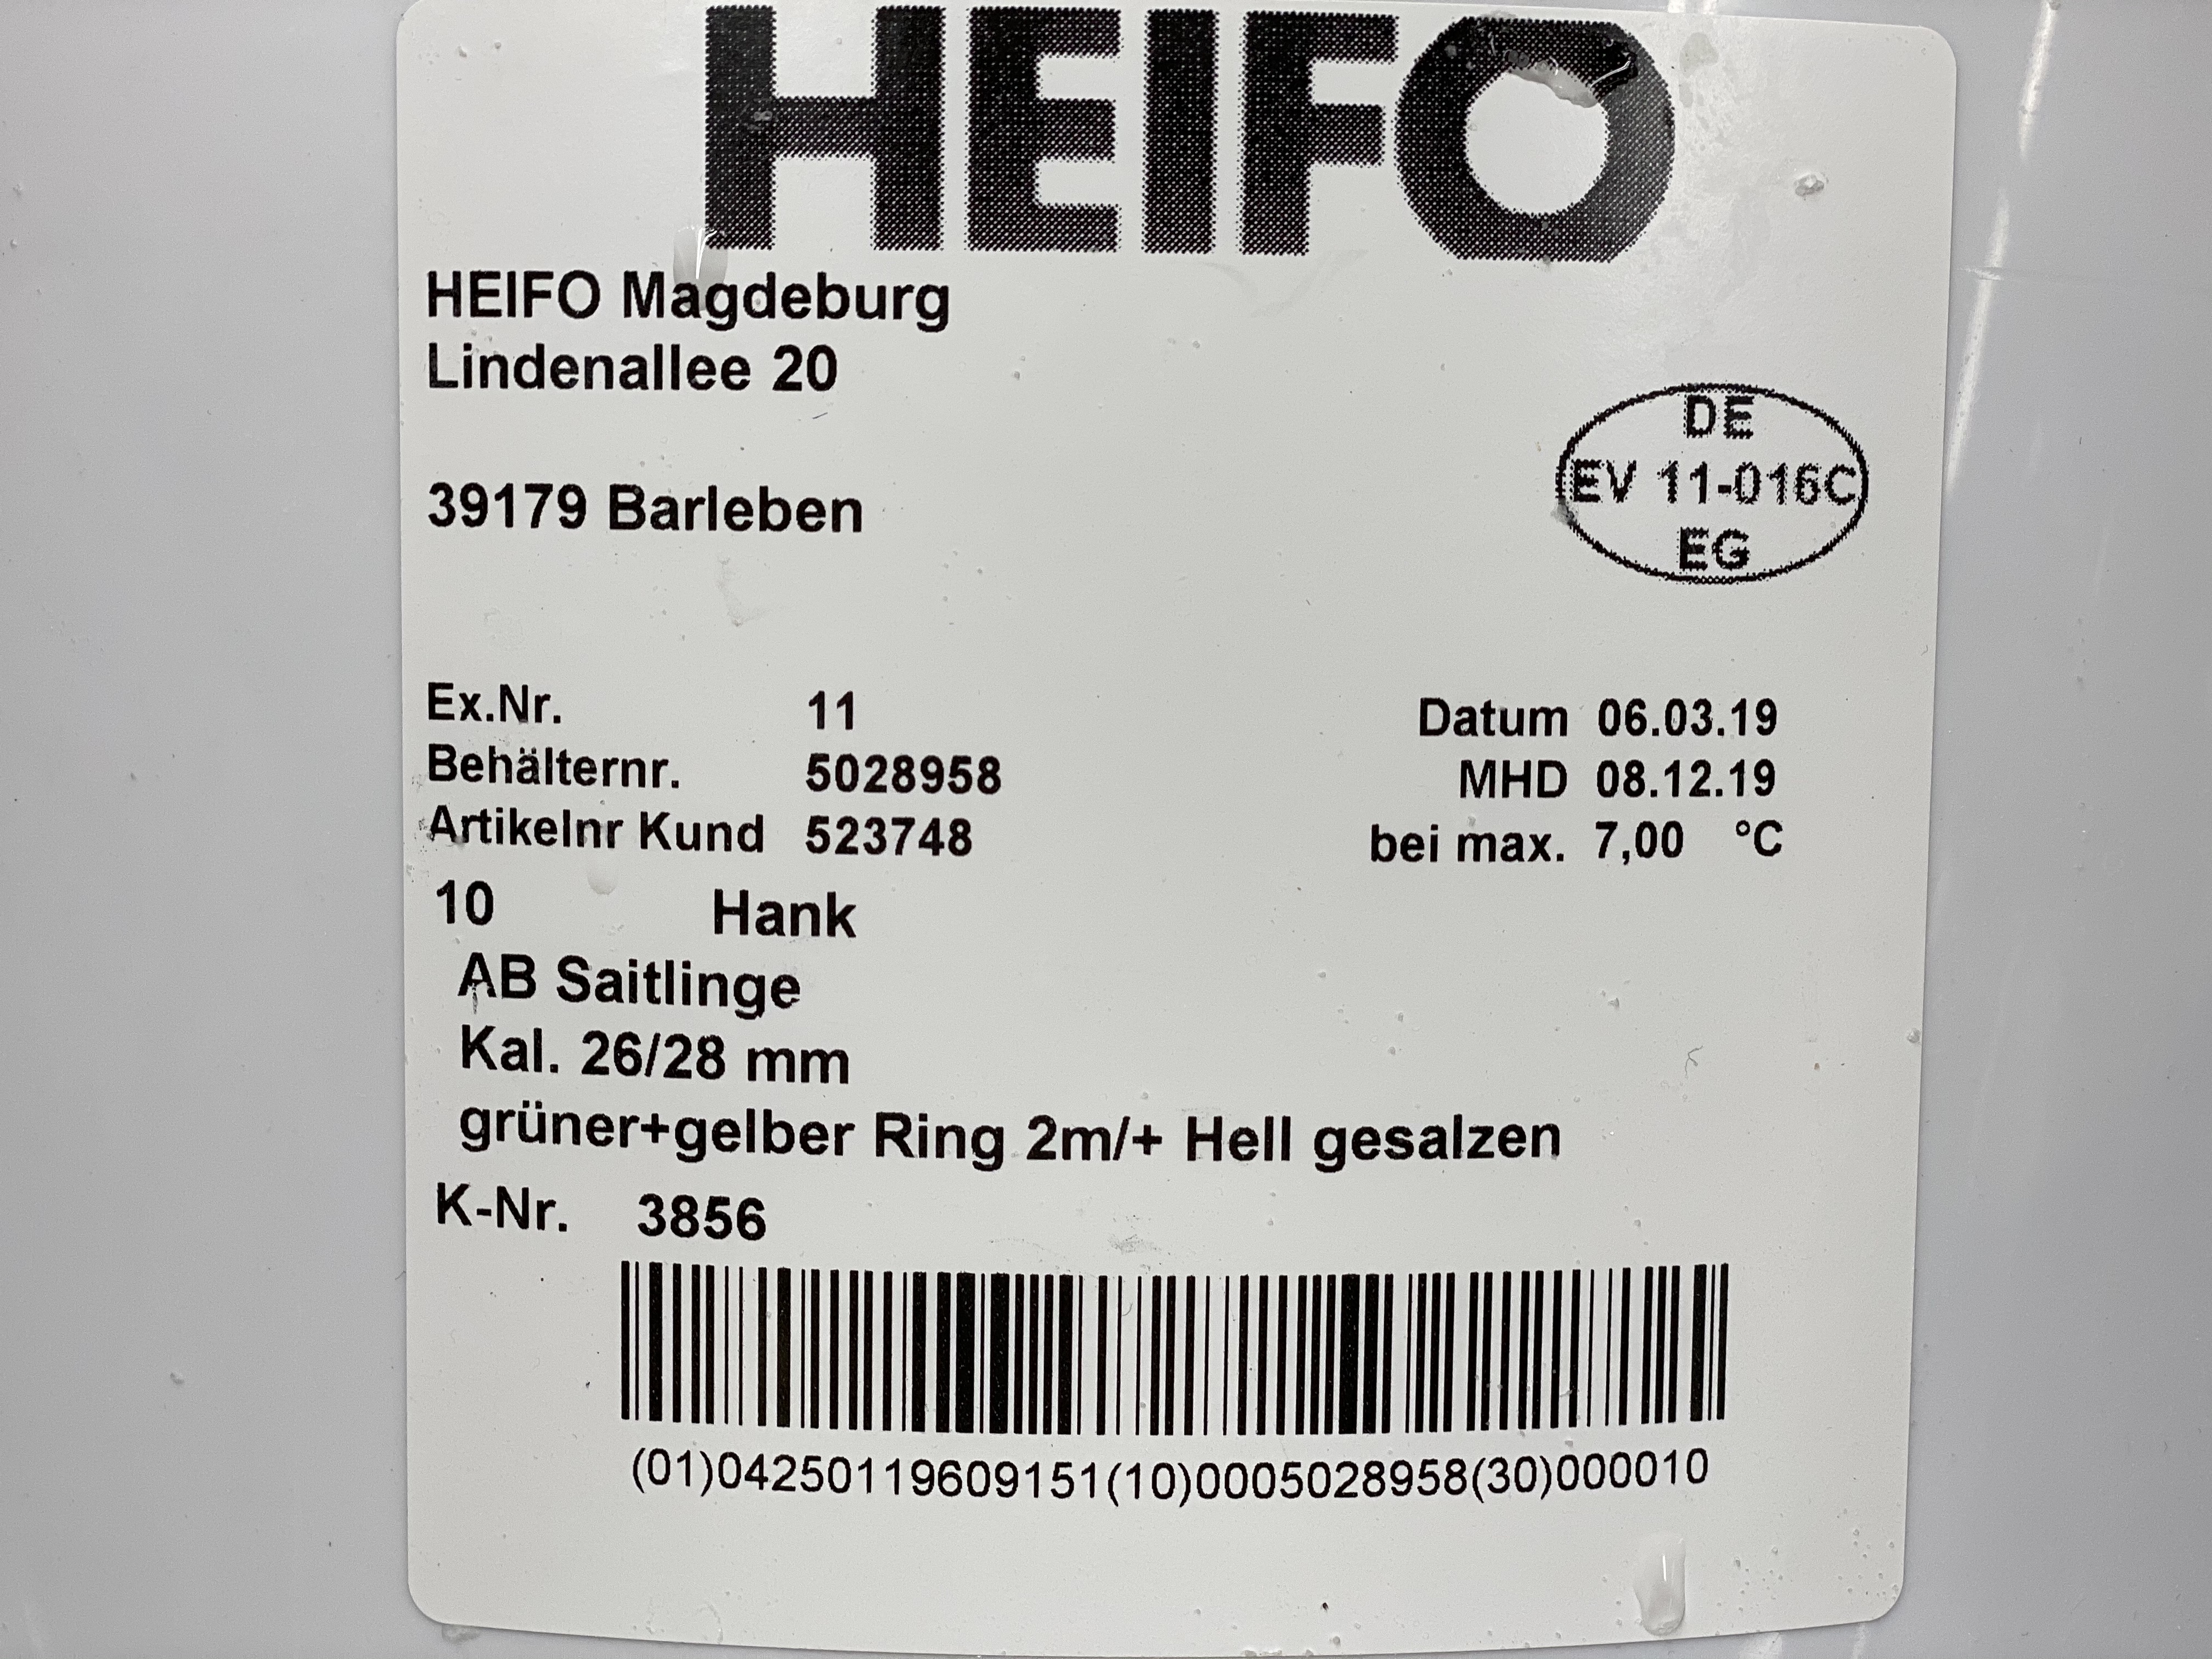 HEIFO
HEIFO Magdeburg
Lindenallee 20
39179 Barleben
DE
EV 11-016C
EG
Ex.Nr. 11
Behälternr. 5028958
Artikelnr Kund 523748
Datum 06.03.19
MHD 08.12.19
bei max. 7,00 °C
10 Hank
AB Saitlinge
Kal. 26/28 mm
grüner+gelber Ring 2m/+ Hell gesalzen
K-Nr. 3856
(01)04250119609151(10)0005028958(30)000010